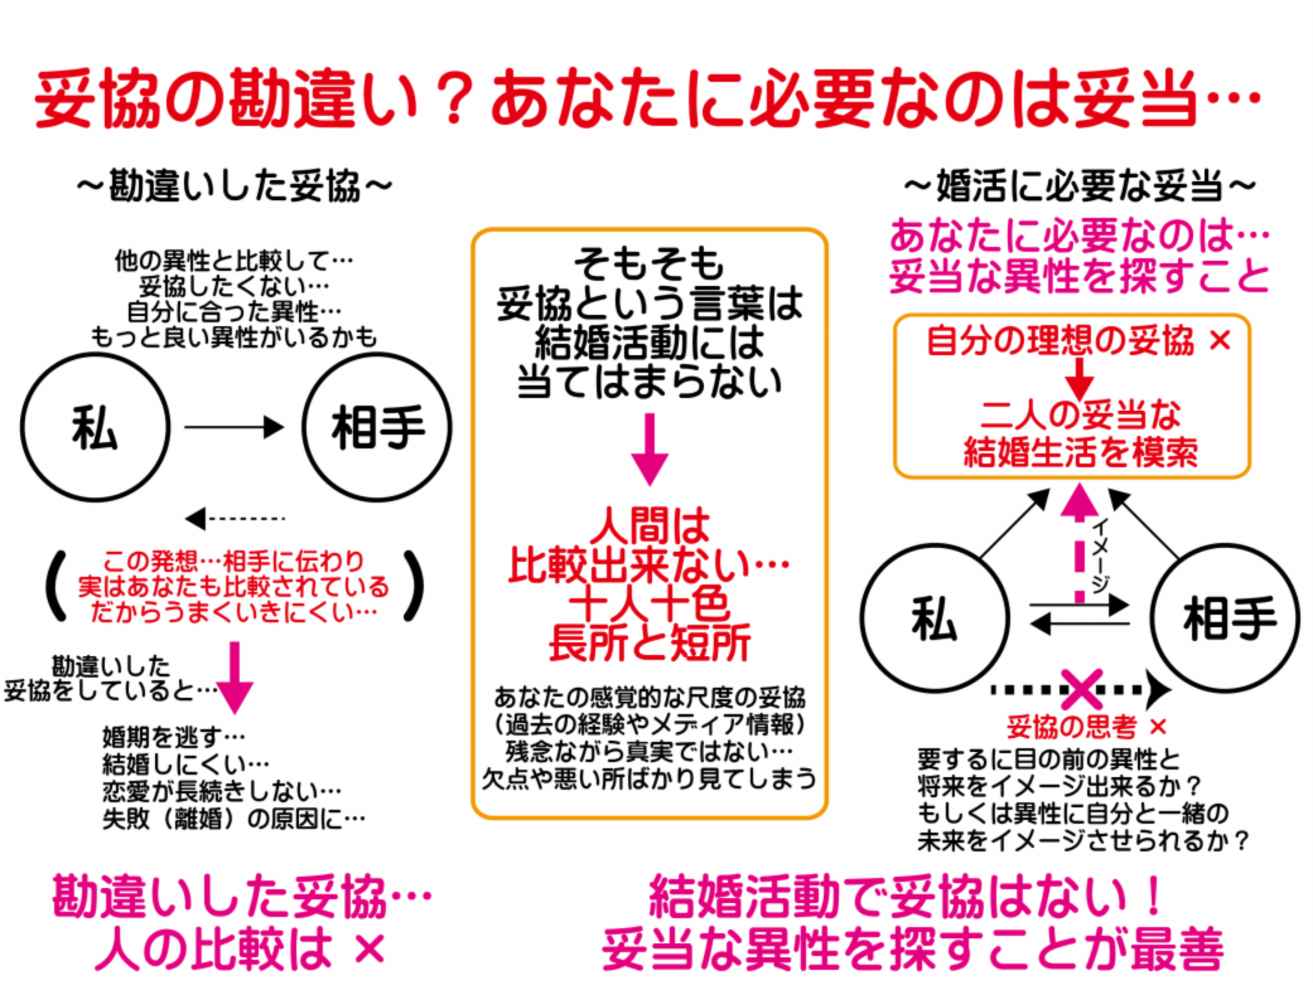 妥協の勘違い？あなたに必要なのは妥当…
～勘違いした妥協～
他の異性と比較して…
妥協したくない…
自分に合った異性…
もっと良い異性がいるかも
私
相手
この発想…相手に伝わり
実はあなたも比較されている
だからうまくいきにくい…
勘違いした
妥協をしていると…
婚期を逃す…
結婚しにくい…
恋愛が長続きしない…
失敗（離婚）の原因に…
勘違いした妥協…
人の比較は ×
そもそも
妥協という言葉は
結婚活動には
当てはまらない
人間は
比較出来ない…
十人十色
長所と短所
あなたの感覚的な尺度の妥協
（過去の経験やメディア情報）
残念ながら真実ではない…
欠点や悪い所ばかり見てしまう
～婚活に必要な妥当～
あなたに必要なのは…
妥当な異性を探すこと
自分の理想の妥協 ×
二人の妥当な
結婚生活を模索
イメージ
私
相手
妥協の思考 ×
要するに目の前の異性と
将来をイメージ出来るか？
もしくは異性に自分と一緒の
未来をイメージさせられるか？
結婚活動で妥協はない！
妥当な異性を探すことが最善